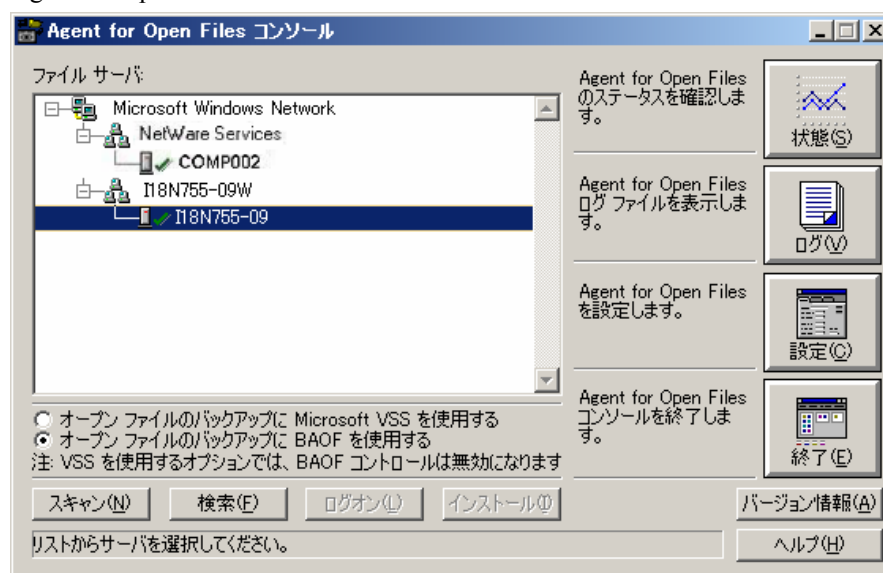 Agent for Open Files コンソール
ファイル サーバ:
Microsoft Windows Network
NetWare Services
COMP002
I18N755-09W
I18N755-09
Agent for Open Files
のステータスを確認しま
す。
状態(S)
Agent for Open Files
ログ ファイルを表示しま
す。
ログ(V)
Agent for Open Files
を設定します。
設定(C)
Agent for Open Files
コンソールを終了しま
す。
終了(E)
オープン ファイルのバックアップに Microsoft VSS を使用する
オープン ファイルのバックアップに BAOF を使用する
注: VSS を使用するオプションでは、BAOF コントロールは無効になります
スキャン(N)
検索(F)
ログオン(L)
インストール(I)
バージョン情報(A)
リストからサーバを選択してください。
ヘルプ(H)